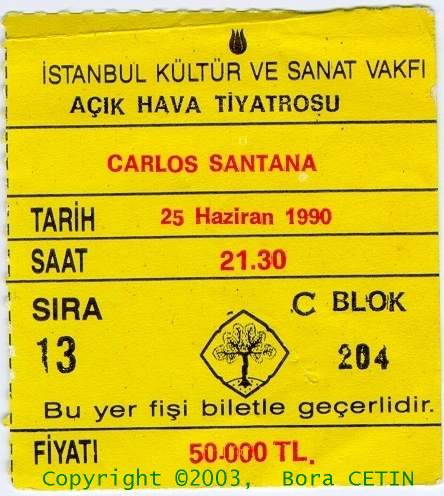 İSTANBUL KÜLTÜR VE SANAT VAKFI
AÇIK HAVA TİYATROSU
CARLOS SANTANA
TARİH 25 Haziran 1990
SAAT 21.30
SIRA C BLOK
13 204
Bu yer fişi biletle geçerlidir.
FİYATI 50.000 TL.
Copyright ©2003, Bora CETIN